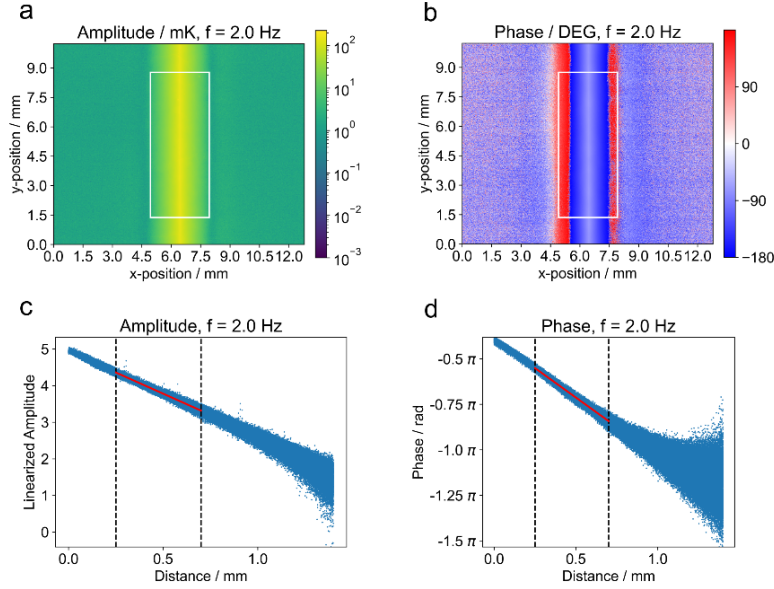 a
Amplitude / mK, f = 2.0 Hz
y-position / mm
9.0
7.5
6.0
4.5
3.0
1.5
0.0
0.0 1.5 3.0 4.5 6.0 7.5 9.0 10.5 12.0
x-position / mm
10²
10¹
10⁰
10⁻¹
10⁻²
10⁻³
b
Phase / DEG, f = 2.0 Hz
y-position / mm
9.0
7.5
6.0
4.5
3.0
1.5
0.0
0.0 1.5 3.0 4.5 6.0 7.5 9.0 10.5 12.0
x-position / mm
90
0
−90
−180
c
Amplitude, f = 2.0 Hz
Linearized Amplitude
5
4
3
2
1
0
0.0 0.5 1.0
Distance / mm
d
Phase, f = 2.0 Hz
Phase / rad
-0.5 π
-0.75 π
-1.0 π
-1.25 π
-1.5 π
0.0 0.5 1.0
Distance / mm